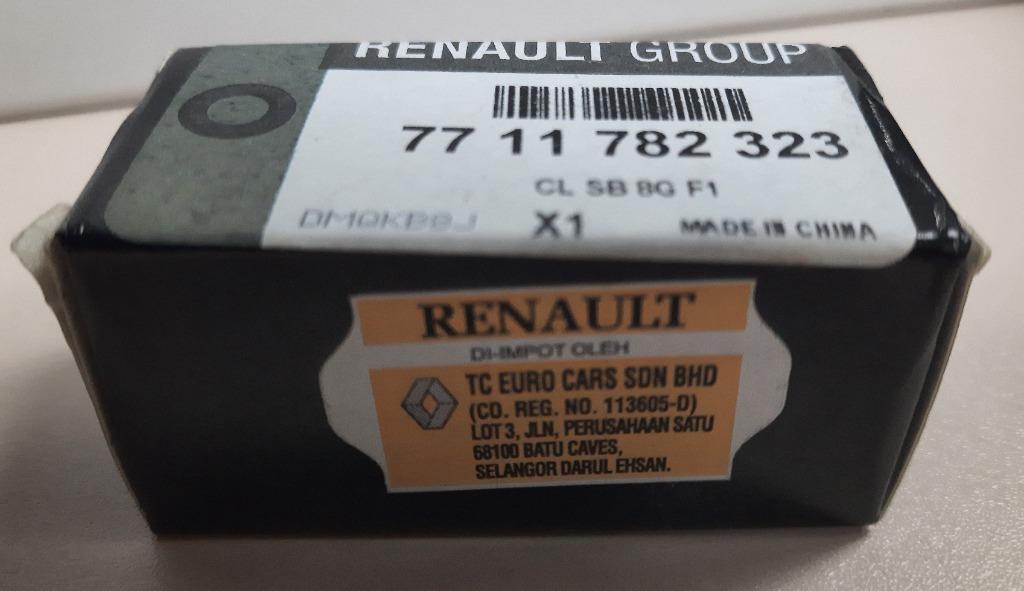 RENAULT GROUP
77 11 782 323
CL SB 8G F1
X1 MADE IN CHINA
RENAULT
DI-IMPOT OLEH
TC EURO CARS SDN BHD
(CO. REG. NO. 113605-D)
LOT 3, JLN, PERUSAHAAN SATU
68100 BATU CAVES,
SELANGOR DARUL EHSAN.